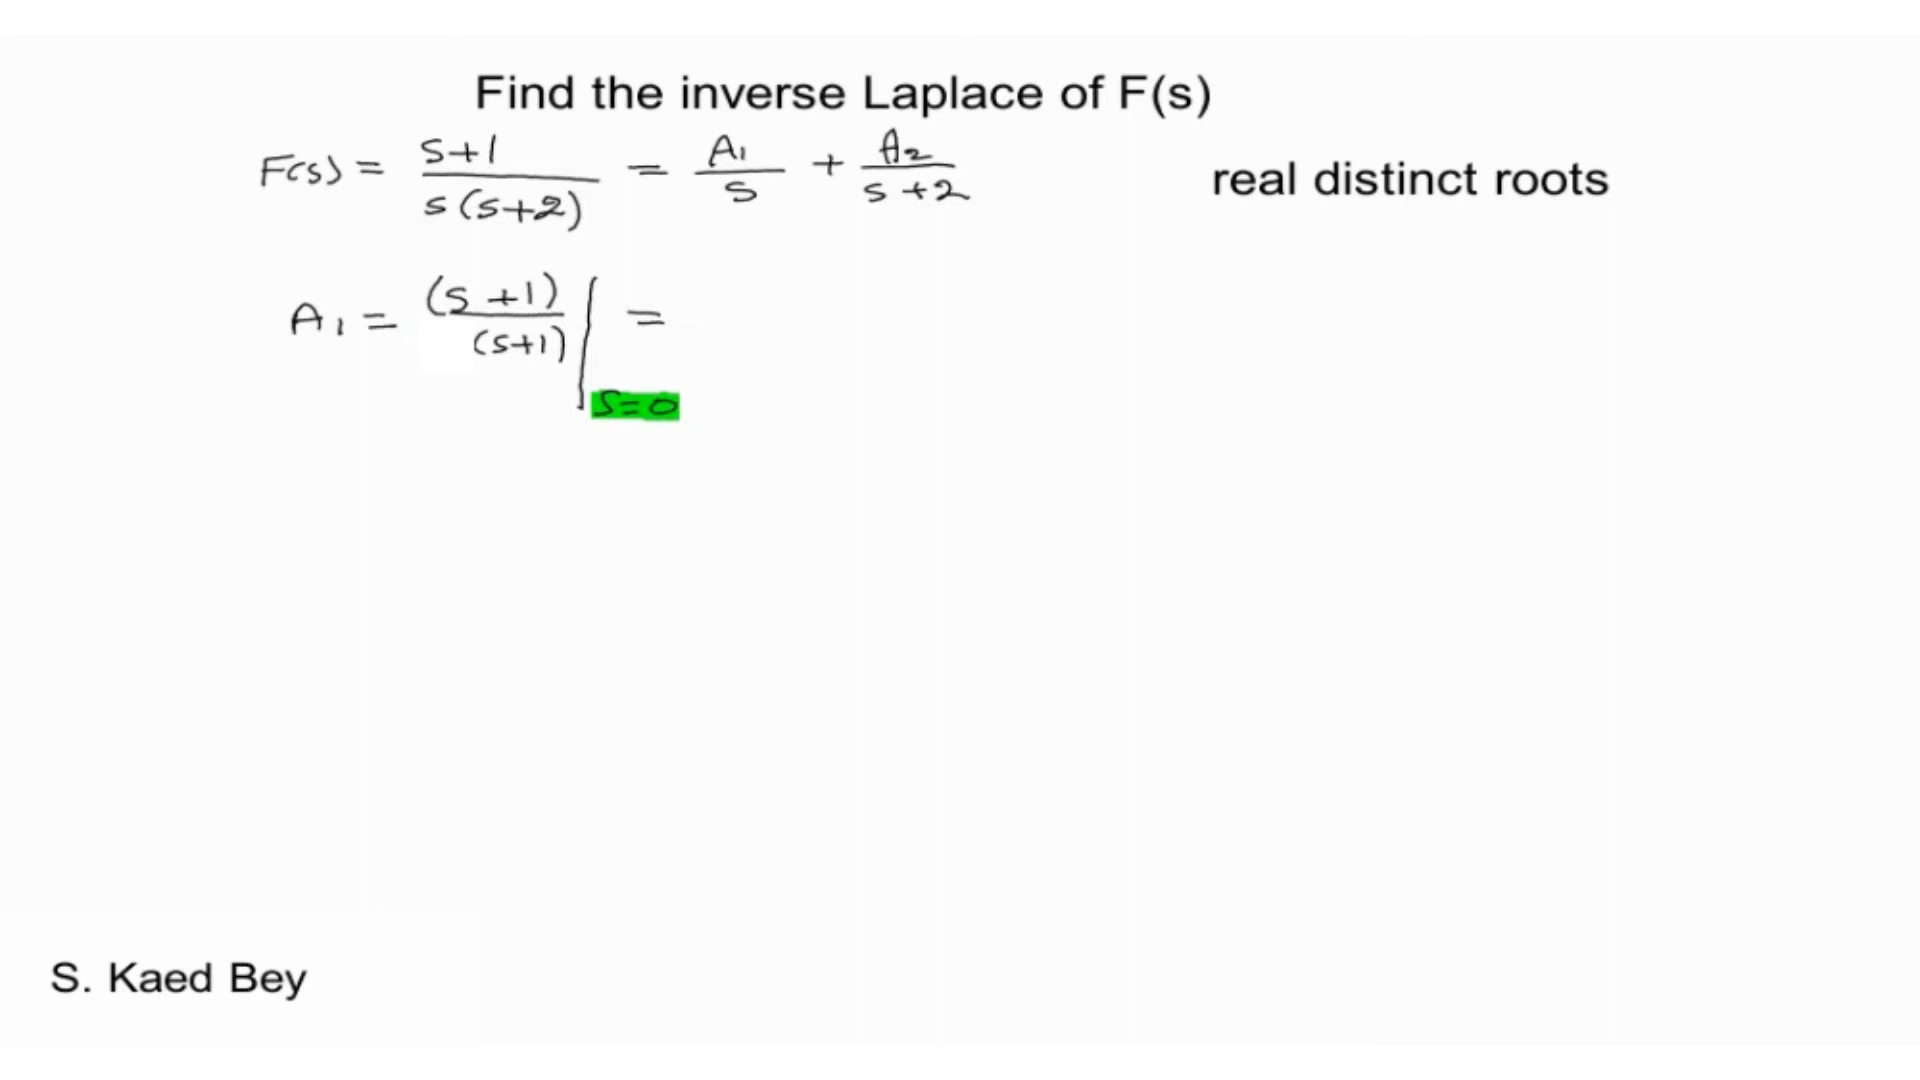 Find the inverse Laplace of F(s)
F(s) = s+1 / s(s+2) = A1 / s + A2 / s+2
real distinct roots
A1 = (s+1) / (s+1) | s=0 =
S. Kaed Bey